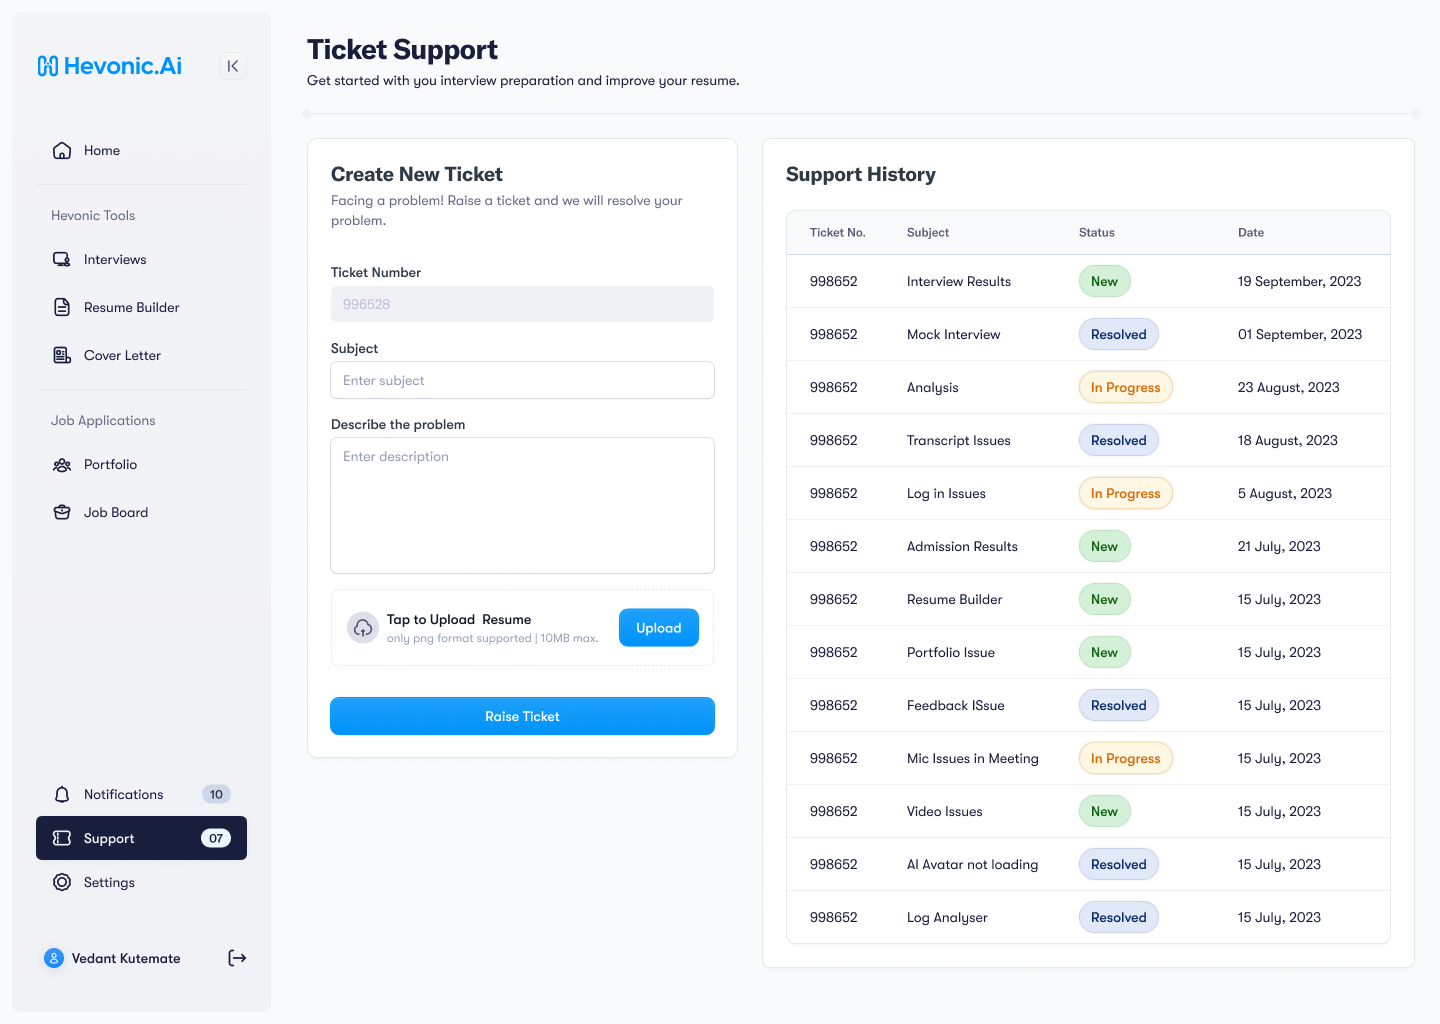 Hevonic.Ai
Home
Hevonic Tools
Interviews
Resume Builder
Cover Letter
Job Applications
Portfolio
Job Board
Notifications 10
Support 07
Settings
Vedant Kutemate
Ticket Support
Get started with you interview preparation and improve your resume.
Create New Ticket
Facing a problem! Raise a ticket and we will resolve your
problem.
Ticket Number
996528
Subject
Enter subject
Describe the problem
Enter description
Tap to Upload Resume
only png format supported | 10MB max.
Upload
Raise Ticket
Support History
Ticket No. Subject Status Date
998652 Interview Results New 19 September, 2023
998652 Mock Interview Resolved 01 September, 2023
998652 Analysis In Progress 23 August, 2023
998652 Transcript Issues Resolved 18 August, 2023
998652 Log in Issues In Progress 5 August, 2023
998652 Admission Results New 21 July, 2023
998652 Resume Builder New 15 July, 2023
998652 Portfolio Issue New 15 July, 2023
998652 Feedback ISsue Resolved 15 July, 2023
998652 Mic Issues in Meeting In Progress 15 July, 2023
998652 Video Issues New 15 July, 2023
998652 AI Avatar not loading Resolved 15 July, 2023
998652 Log Analyser Resolved 15 July, 2023